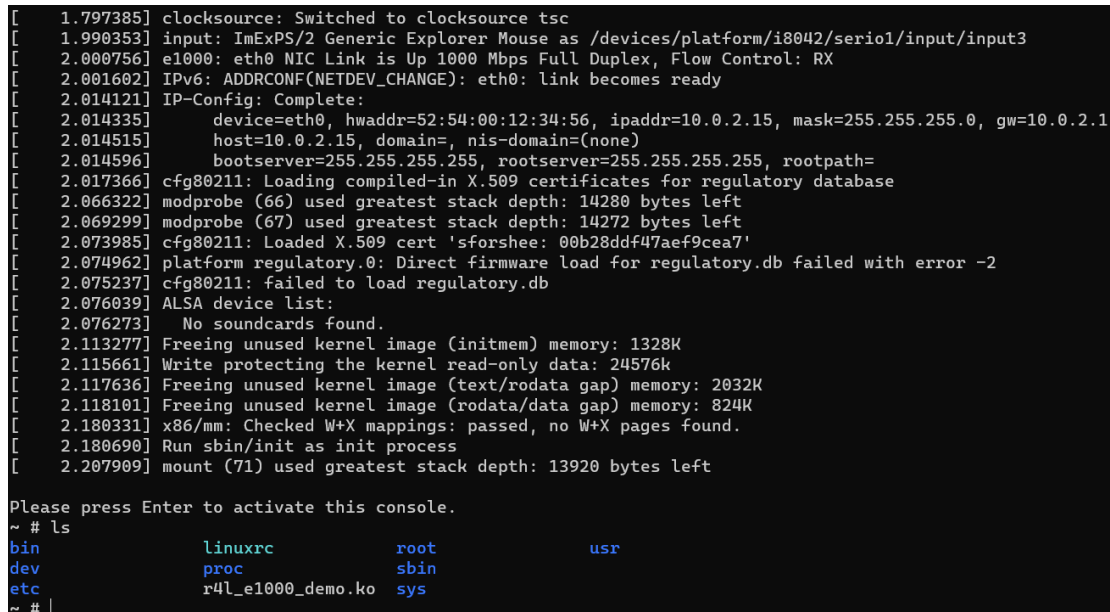 [    1.797385] clocksource: Switched to clocksource tsc
[    1.990353] input: ImExPS/2 Generic Explorer Mouse as /devices/platform/i8042/serio1/input/input3
[    2.000756] e1000: eth0 NIC Link is Up 1000 Mbps Full Duplex, Flow Control: RX
[    2.001602] IPv6: ADDRCONF(NETDEV_CHANGE): eth0: link becomes ready
[    2.014121] IP-Config: Complete:
[    2.014335]      device=eth0, hwaddr=52:54:00:12:34:56, ipaddr=10.0.2.15, mask=255.255.255.0, gw=10.0.2.1
[    2.014515]      host=10.0.2.15, domain=, nis-domain=(none)
[    2.014596]      bootserver=255.255.255.255, rootserver=255.255.255.255, rootpath=
[    2.017366] cfg80211: Loading compiled-in X.509 certificates for regulatory database
[    2.066322] modprobe (66) used greatest stack depth: 14280 bytes left
[    2.069299] modprobe (67) used greatest stack depth: 14272 bytes left
[    2.073985] cfg80211: Loaded X.509 cert 'sforshee: 00b28ddf47aef9cea7'
[    2.074962] platform regulatory.0: Direct firmware load for regulatory.db failed with error -2
[    2.075237] cfg80211: failed to load regulatory.db
[    2.076039] ALSA device list:
[    2.076273]   No soundcards found.
[    2.113277] Freeing unused kernel image (initmem) memory: 1328K
[    2.115661] Write protecting the kernel read-only data: 24576k
[    2.117636] Freeing unused kernel image (text/rodata gap) memory: 2032K
[    2.118101] Freeing unused kernel image (rodata/data gap) memory: 824K
[    2.180331] x86/mm: Checked W+X mappings: passed, no W+X pages found.
[    2.180690] Run sbin/init as init process
[    2.207909] mount (71) used greatest stack depth: 13920 bytes left

Please press Enter to activate this console.
~ # ls
bin                linuxrc            root               usr
dev                proc               sbin
etc                r4l_e1000_demo.ko  sys
~ #